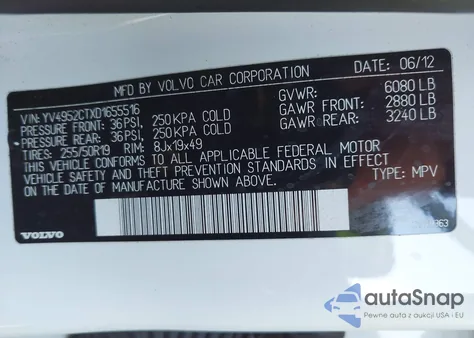 MFD BY VOLVO CAR CORPORATION 06/12
VIN: YV4952CTXD1655516
PRESSURE FRONT: 36PSI, 250KPA COLD
PRESSURE REAR: 36PSI, 250KPA COLD
TIRES: 255/50R19 RIM: 8Jx19x49
GVWR: 6080 LB
GAWR FRONT: 2880 LB
GAWR REAR: 3240 LB
THIS VEHICLE CONFORMS TO ALL APPLICABLE FEDERAL MOTOR
VEHICLE SAFETY AND THEFT PREVENTION STANDARDS IN EFFECT
ON THE DATE OF MANUFACTURE SHOWN ABOVE.
TYPE: MPV
VOLVO
autoSnap
Pewne auta z aukcji USA i EU